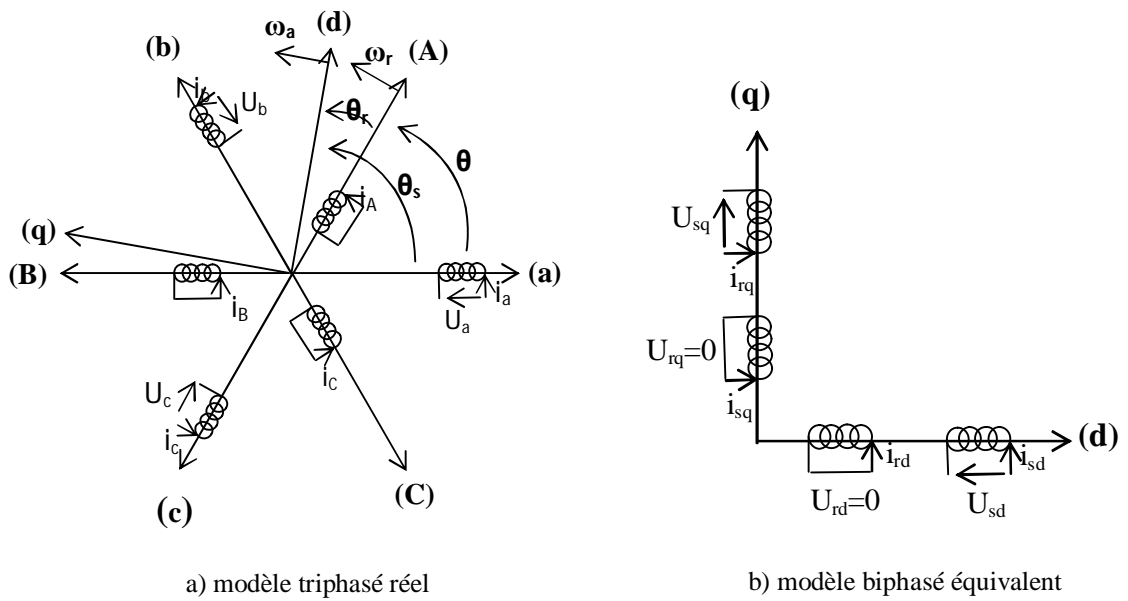 ωa
(d)
(b)
ωr
(A)
ib
Ub
θr
θ
θs
iA
(q)
(B)
(a)
iB
ia
Ua
iC
Uc
ic
(c)
(C)
a) modèle triphasé réel
(q)
Usq
irq
Urq=0
isq
(d)
ird
isd
Urd=0
Usd
b) modèle biphasé équivalent